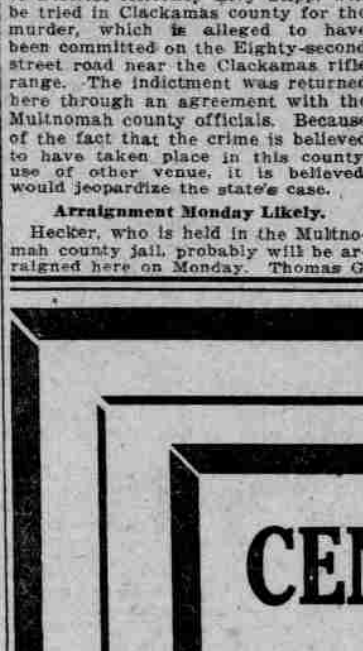 be tried in Clackamas county for the
murder, which is alleged to have
been committed on the Eighty-second
street road near the Clackamas rifle
range. The indictment was returned
here through an agreement with the
Multnomah county officials. Because
of the fact that the crime is believed
to have taken place in this county
use of other venue, it is believed
would jeopardize the state's case.
Arraignment Monday Likely.
Hecker, who is held in the Multno-
mah county jail, probably will be ar-
raigned here on Monday. Thomas G
CE